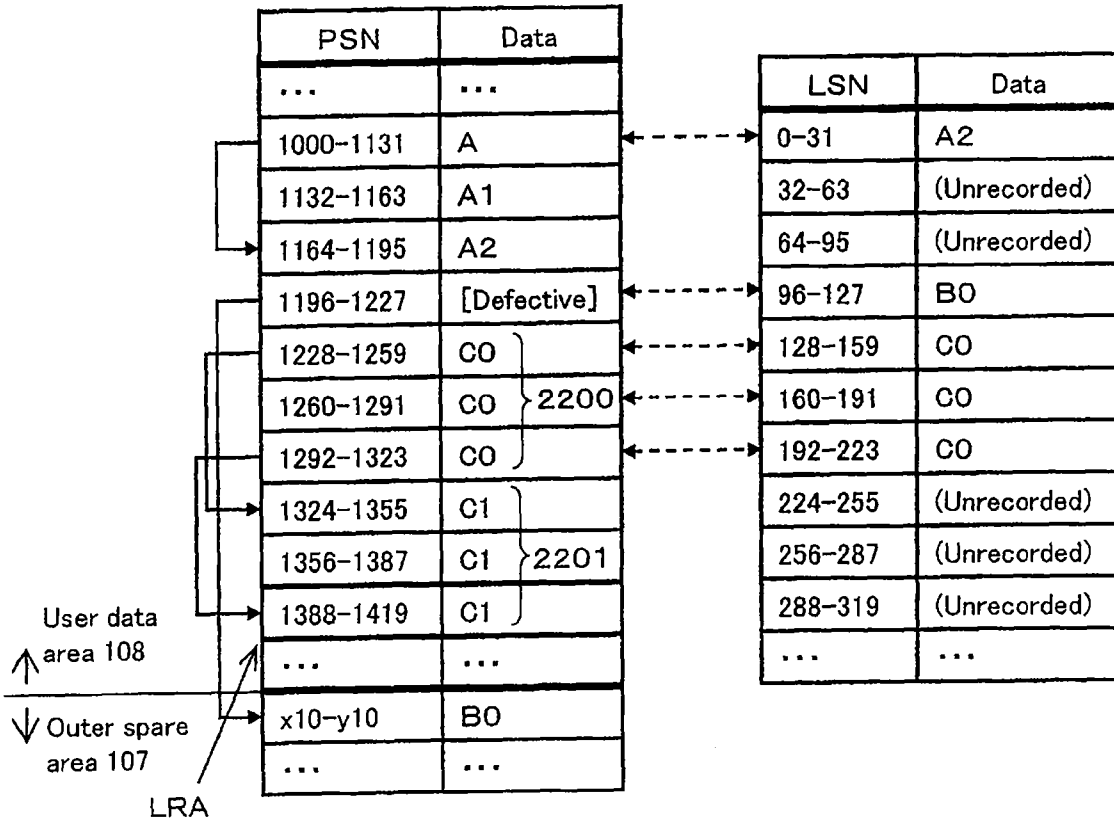 PSN Data
... ...
1000-1131 A
1132-1163 A1
1164-1195 A2
1196-1227 [Defective]
1228-1259 C0
1260-1291 C0 2200
1292-1323 C0
1324-1355 C1
1356-1387 C1 2201
1388-1419 C1
... ...
x10-y10 B0
... ...
User data
area 108
Outer spare
area 107
LRA
LSN Data
0-31 A2
32-63 (Unrecorded)
64-95 (Unrecorded)
96-127 B0
128-159 C0
160-191 C0
192-223 C0
224-255 (Unrecorded)
256-287 (Unrecorded)
288-319 (Unrecorded)
... ...